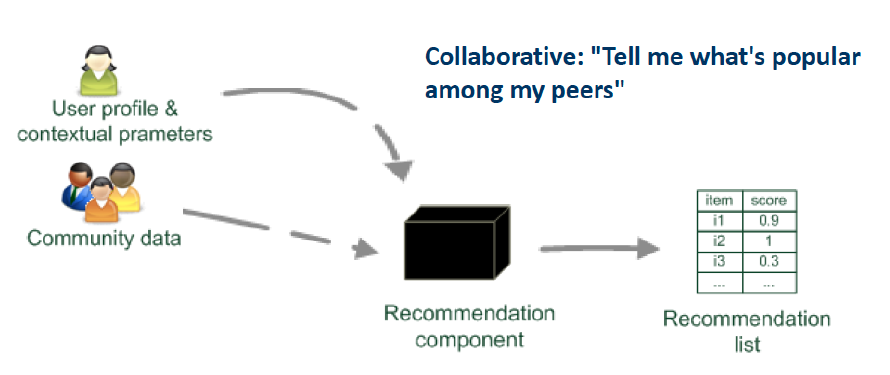 Collaborative: "Tell me what's popular
among my peers"
User profile &
contextual prameters
Community data
Recommendation
component
item score
i1 0.9
i2 1
i3 0.3
... ...
Recommendation
list